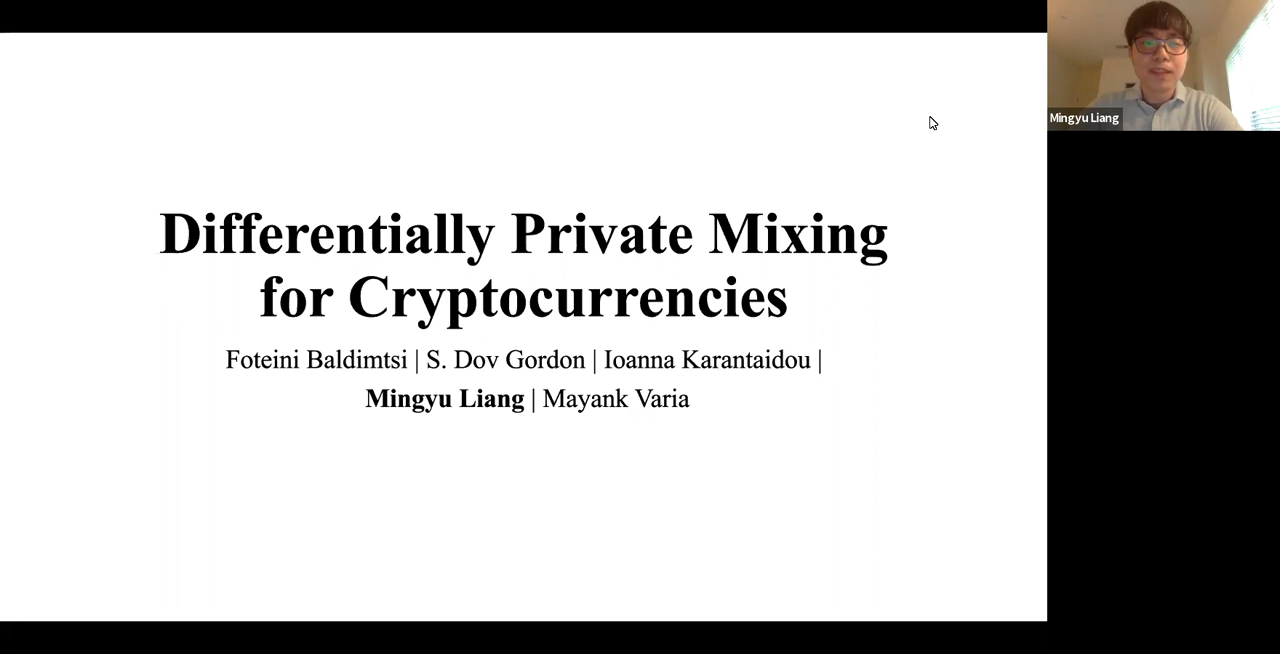 Differentially Private Mixing
for Cryptocurrencies
Foteini Baldimtsi | S. Dov Gordon | Ioanna Karantaidou |
Mingyu Liang | Mayank Varia
Mingyu Liang